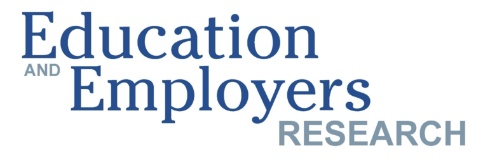 Education
AND Employers
RESEARCH